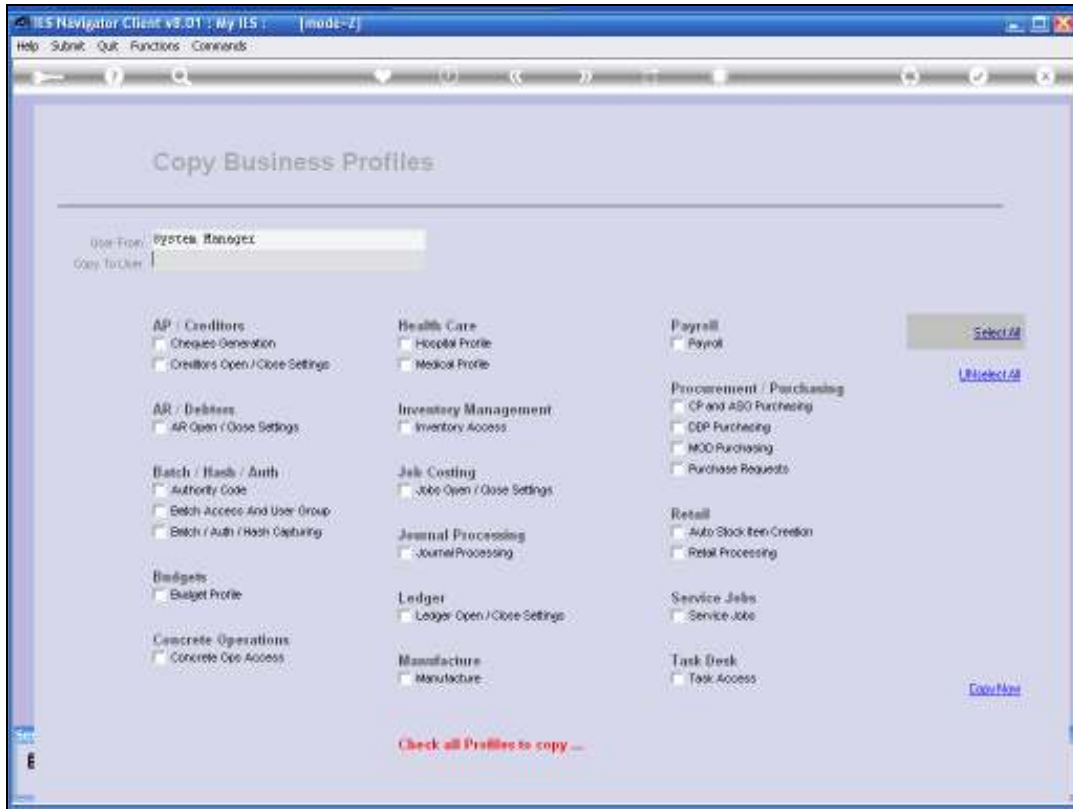 IES Navigator Client v8.01 : My IES : [mode-Z]
Help Submit Quit Functions Commands
Copy Business Profiles
User From System Manager
Copy To User
AP / Creditors
Cheques Generation
Creditors Open / Close Settings
AR / Debtors
AR Open / Close Settings
Batch / Hash / Auth
Authority Code
Batch Access And User Group
Batch / Auth / Hash Capturing
Budgets
Budget Profile
Concrete Operations
Concrete Ops Access
Health Care
Hospital Profile
Medical Profile
Inventory Management
Inventory Access
Job Costing
Jobs Open / Close Settings
Journal Processing
Journal Processing
Ledger
Ledger Open / Close Settings
Manufacture
Manufacture
Payroll
Payroll
Procurement / Purchasing
CP and ASO Purchasing
DDP Purchasing
MOD Purchasing
Purchase Requests
Retail
Auto Stock Item Creation
Retail Processing
Service Jobs
Service Jobs
Task Desk
Task Access
Select All
UNselect All
Copy Now
Check all Profiles to copy ...